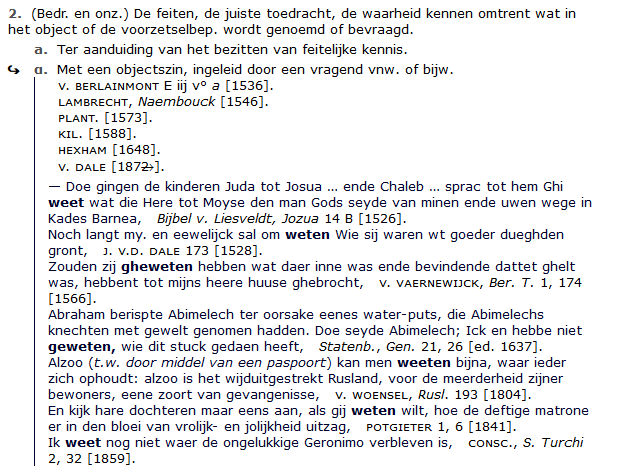 2. (Bedr. en onz.) De feiten, de juiste toedracht, de waarheid kennen omtrent wat in
het object of de voorzetselbep. wordt genoemd of bevraagd.
a. Ter aanduiding van het bezitten van feitelijke kennis.
↪ α. Met een objectszin, ingeleid door een vragend vnw. of bijw.
V. BERLAINMONT E iij v° a [1536].
LAMBRECHT, Naembouck [1546].
PLANT. [1573].
KIL. [1588].
HEXHAM [1648].
V. DALE [1872→].
— Doe gingen de kinderen Juda tot Josua ... ende Chaleb ... sprac tot hem Ghi
weet wat die Here tot Moyse den man Gods seyde van minen ende uwen wege in
Kades Barnea, Bijbel v. Liesveldt, Jozua 14 B [1526].
Noch langt my. en eewelijck sal om weten Wie sij waren wt goeder dueghden
gront, J. V.D. DALE 173 [1528].
Zouden zij gheweten hebben wat daer inne was ende bevindende dattet ghelt
was, hebbent tot mijns heere huuse ghebrocht, V. VAERNEWIJCK, Ber. T. 1, 174
[1566].
Abraham berispte Abimelech ter oorsake eenes water-puts, die Abimelechs
knechten met gewelt genomen hadden. Doe seyde Abimelech; Ick en hebbe niet
geweten, wie dit stuck gedaen heeft, Statenb., Gen. 21, 26 [ed. 1637].
Alzoo (t.w. door middel van een paspoort) kan men weeten bijna, waar ieder
zich ophoudt: alzoo is het wijduitgestrekt Rusland, voor de meerderheid zijner
bewoners, eene zoort van gevangenisse, V. WOENSEL, Rusl. 193 [1804].
En kijk hare dochteren maar eens aan, als gij weten wilt, hoe de deftige matrone
er in den bloei van vrolijk- en jolijkheid uitzag, POTGIETER 1, 6 [1841].
Ik weet nog niet waer de ongelukkige Geronimo verbleven is, CONSC., S. Turchi
2, 32 [1859].